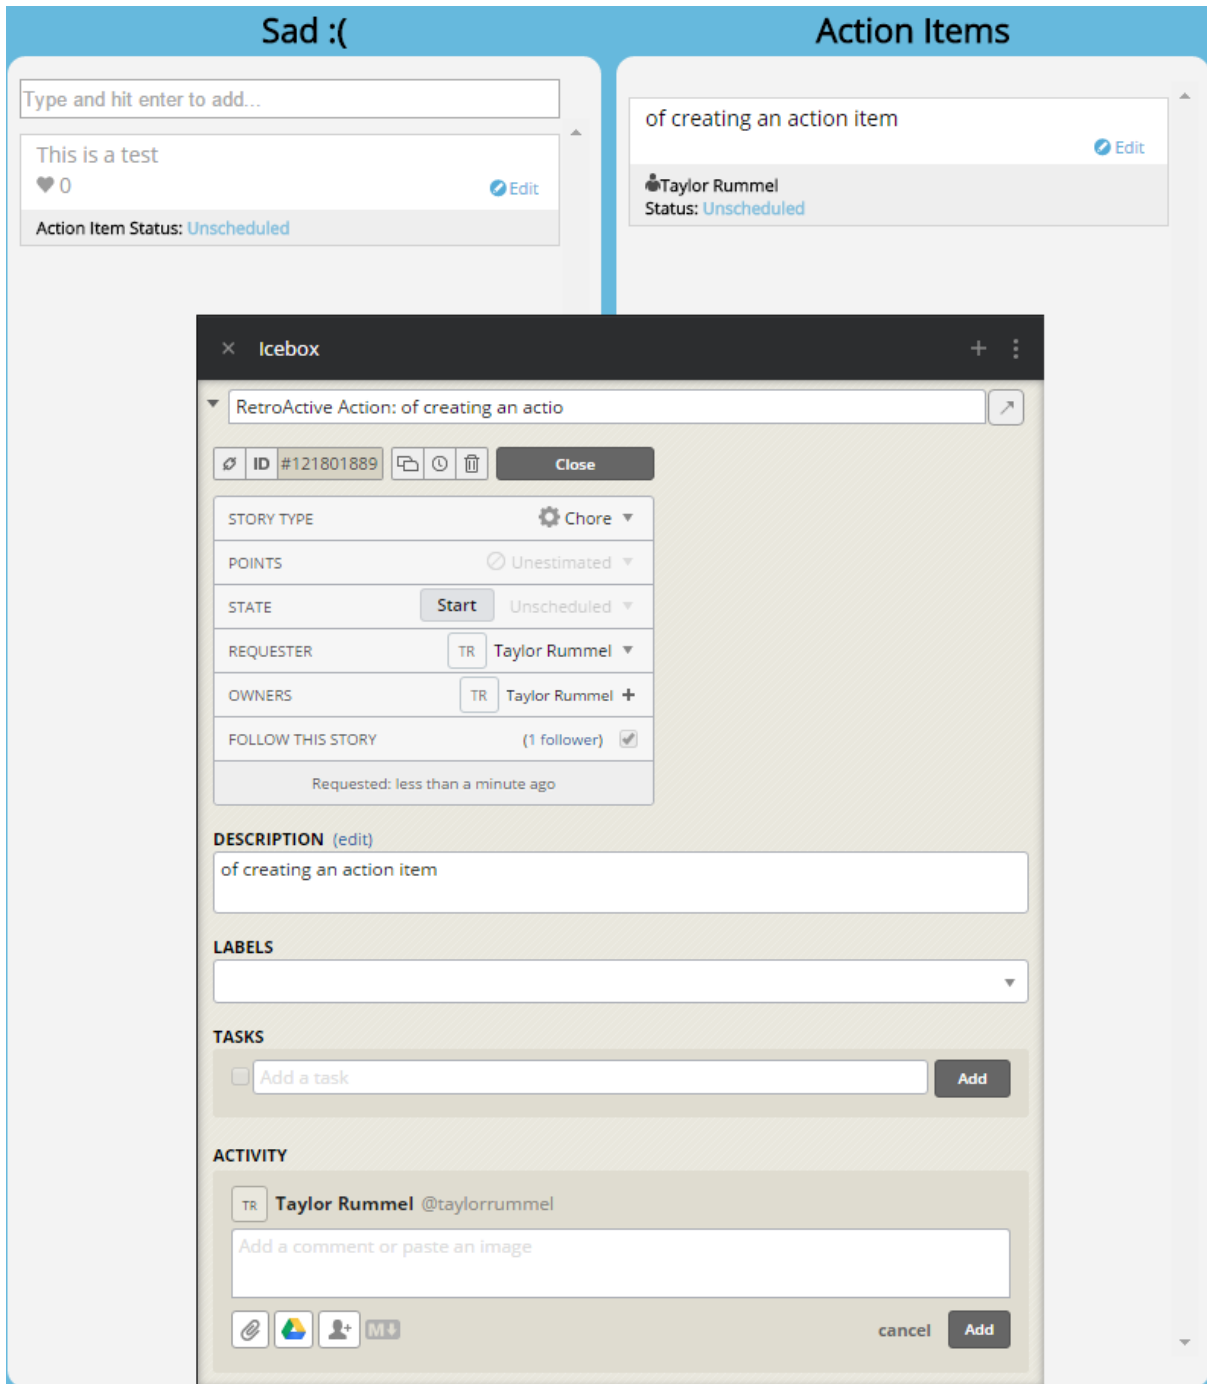 Sad :(
Action Items
Type and hit enter to add...
This is a test
0
Edit
Action Item Status: Unscheduled
of creating an action item
Edit
Taylor Rummel
Status: Unscheduled
Icebox
RetroActive Action: of creating an actio
ID #121801889
Close
STORY TYPE Chore
POINTS Unestimated
STATE Start Unscheduled
REQUESTER TR Taylor Rummel
OWNERS TR Taylor Rummel
FOLLOW THIS STORY (1 follower)
Requested: less than a minute ago
DESCRIPTION (edit)
of creating an action item
LABELS
TASKS
Add a task
Add
ACTIVITY
TR Taylor Rummel @taylorrummel
Add a comment or paste an image
M
cancel Add